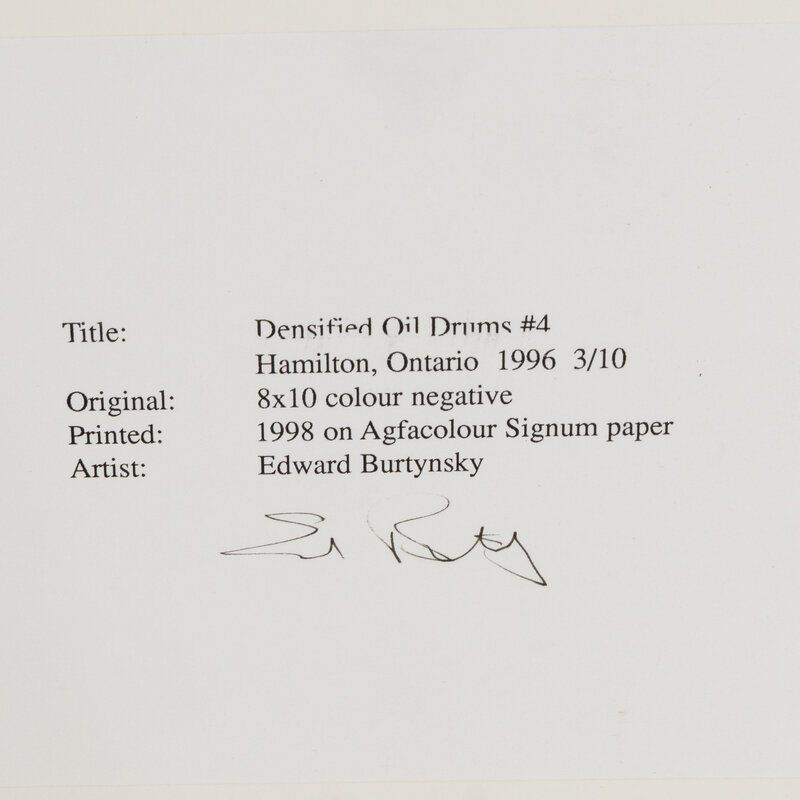 Title: Densified Oil Drums #4
Hamilton, Ontario 1996 3/10
Original: 8x10 colour negative
Printed: 1998 on Agfacolour Signum paper
Artist: Edward Burtynsky